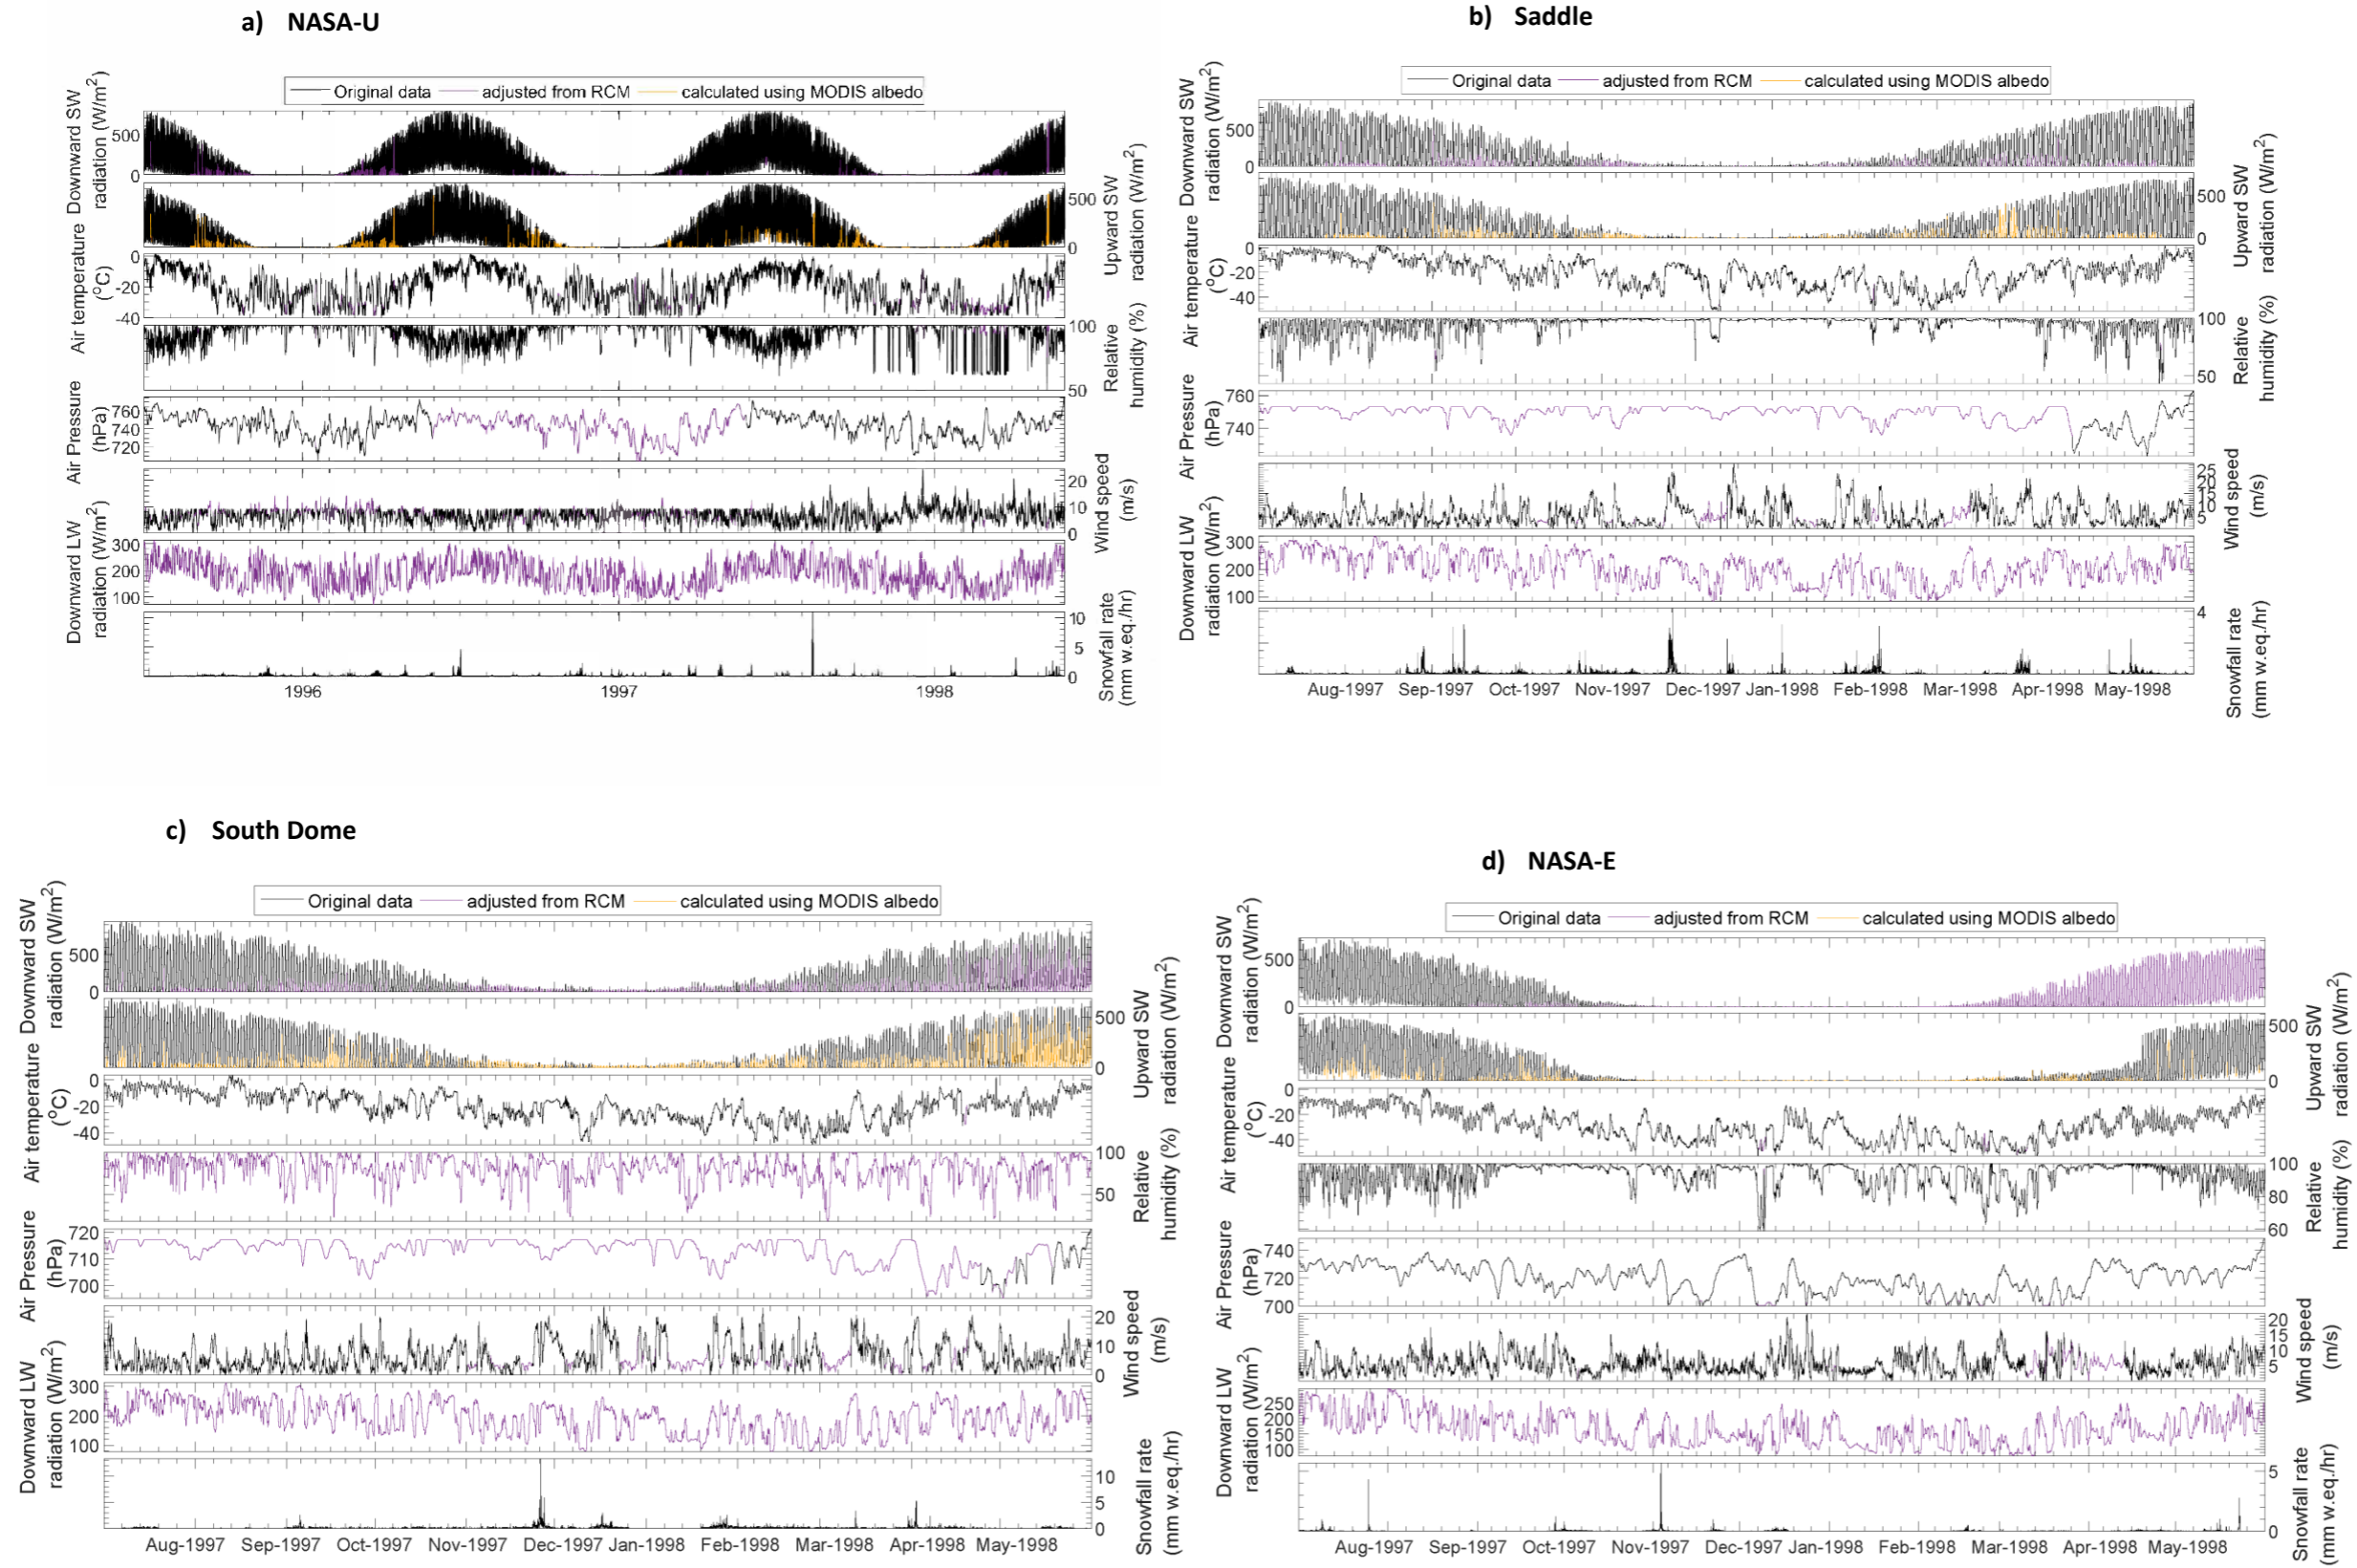 a) NASA-U
Original data adjusted from RCM calculated using MODIS albedo
Downward SW
radiation (W/m2)
500
0
Upward SW
radiation (W/m2)
500
0
Air temperature
(oC)
0
-20
-40
Relative
humidity (%)
100
50
Air Pressure
(hPa)
760
740
720
Wind speed
(m/s)
20
10
0
Downward LW
radiation (W/m2)
300
200
100
Snowfall rate
(mm w.eq./hr)
10
5
0
1996 1997 1998
b) Saddle
Original data adjusted from RCM calculated using MODIS albedo
Downward SW
radiation (W/m2)
500
0
Upward SW
radiation (W/m2)
500
0
Air temperature
(oC)
0
-20
-40
Relative
humidity (%)
100
50
Air Pressure
(hPa)
760
740
Wind speed
(m/s)
25
20
15
10
5
Downward LW
radiation (W/m2)
300
200
100
Snowfall rate
(mm w.eq./hr)
4
Aug-1997 Sep-1997 Oct-1997 Nov-1997 Dec-1997 Jan-1998 Feb-1998 Mar-1998 Apr-1998 May-1998
c) South Dome
Original data adjusted from RCM calculated using MODIS albedo
Downward SW
radiation (W/m2)
500
0
Upward SW
radiation (W/m2)
500
0
Air temperature
(oC)
0
-20
-40
Relative
humidity (%)
100
50
Air Pressure
(hPa)
720
710
700
Wind speed
(m/s)
20
10
0
Downward LW
radiation (W/m2)
300
200
100
Snowfall rate
(mm w.eq./hr)
10
5
0
Aug-1997 Sep-1997 Oct-1997 Nov-1997 Dec-1997 Jan-1998 Feb-1998 Mar-1998 Apr-1998 May-1998
d) NASA-E
Original data adjusted from RCM calculated using MODIS albedo
Downward SW
radiation (W/m2)
500
0
Upward SW
radiation (W/m2)
500
0
Air temperature
(oC)
0
-20
-40
Relative
humidity (%)
100
80
60
Air Pressure
(hPa)
740
720
700
Wind speed
(m/s)
20
15
10
5
Downward LW
radiation (W/m2)
250
200
150
100
Snowfall rate
(mm w.eq./hr)
5
0
Aug-1997 Sep-1997 Oct-1997 Nov-1997 Dec-1997 Jan-1998 Feb-1998 Mar-1998 Apr-1998 May-1998